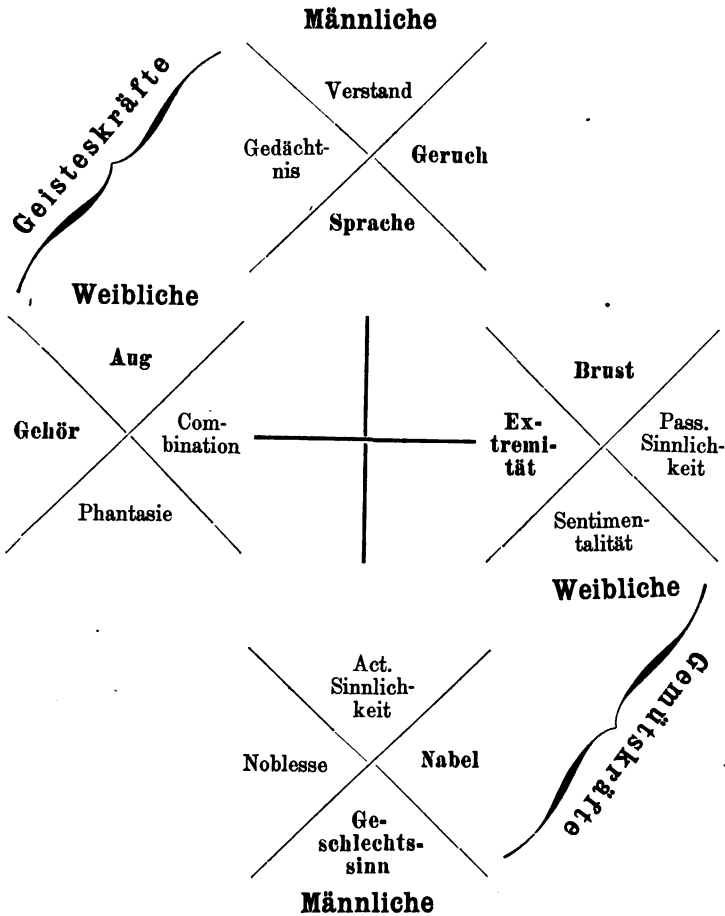 Männliche
Geisteskräfte
Verstand
Gedächt-
nis
Geruch
Sprache
Weibliche
Aug
Gehör
Com-
bination
Phantasie
Brust
Ex-
tremi-
tät
Pass.
Sinnlich-
keit
Sentimen-
talität
Weibliche
Gemütskräfte
Act.
Sinnlich-
keit
Noblesse
Nabel
Ge-
schlechts-
sinn
Männliche